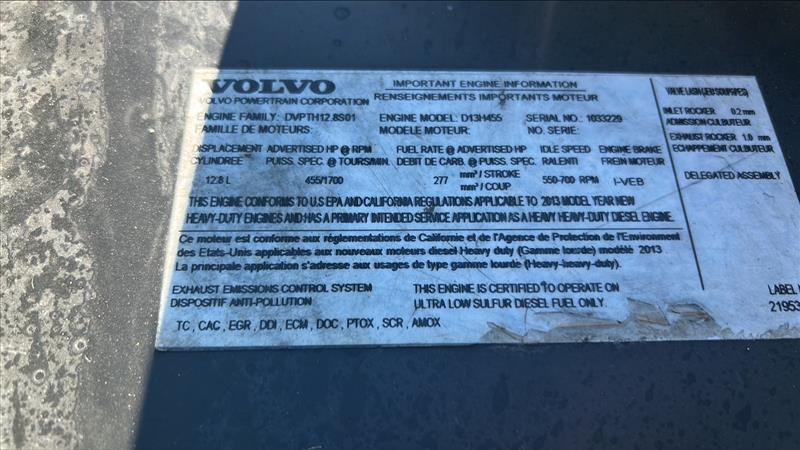 VOLVO
VOLVO POWERTRAIN CORPORATION
IMPORTANT ENGINE INFORMATION
RENSEIGNEMENTS IMPORTANTS MOTEUR
ENGINE FAMILY: DVPTH12.8S01 ENGINE MODEL: D13H455 SERIAL NO.: 1033229
FAMILLE DE MOTEURS: MODELE MOTEUR: NO. SERIE:
DISPLACEMENT ADVERTISED HP @ RPM FUEL RATE @ ADVERTISED HP IDLE SPEED ENGINE BRAKE
CYLINDREE PUISS. SPEC. @ TOURS/MIN. DEBIT DE CARB. @ PUISS. SPEC. RALENTI FREIN MOTEUR
12.8 L 455/1700 277 mm³ / STROKE 550-700 RPM I-VEB
mm³ / COUP
THIS ENGINE CONFORMS TO U.S EPA AND CALIFORNIA REGULATIONS APPLICABLE TO 2013 MODEL YEAR NEW
HEAVY-DUTY ENGINES AND HAS A PRIMARY INTENDED SERVICE APPLICATION AS A HEAVY HEAVY-DUTY DIESEL ENGINE.
Ce moteur est conforme aux réglementations de Californie et de l'Agence de Protection de l'Environnement
des Etats-Unis applicables aux nouveaux moteurs diesel Heavy duty (Gamme lourde) modèlé 2013 .
La principale application s'adresse aux usages de type gamme lourde (Heavy-heavy-duty).
EXHAUST EMISSIONS CONTROL SYSTEM THIS ENGINE IS CERTIFIED TO OPERATE ON
DISPOSITIF ANTI-POLLUTION ULTRA LOW SULFUR DIESEL FUEL ONLY.
TC , CAC , EGR , DDI , ECM , DOC , PTOX , SCR , AMOX
VALVE LASH (JEU SOUPAPES)
INLET ROCKER 0.2 mm
ADMISSION CULBUTEUR
EXHAUST ROCKER 1.0 mm
ECHAPPEMENT CULBUTEUR
DELEGATED ASSEMBLY
LABEL
21953